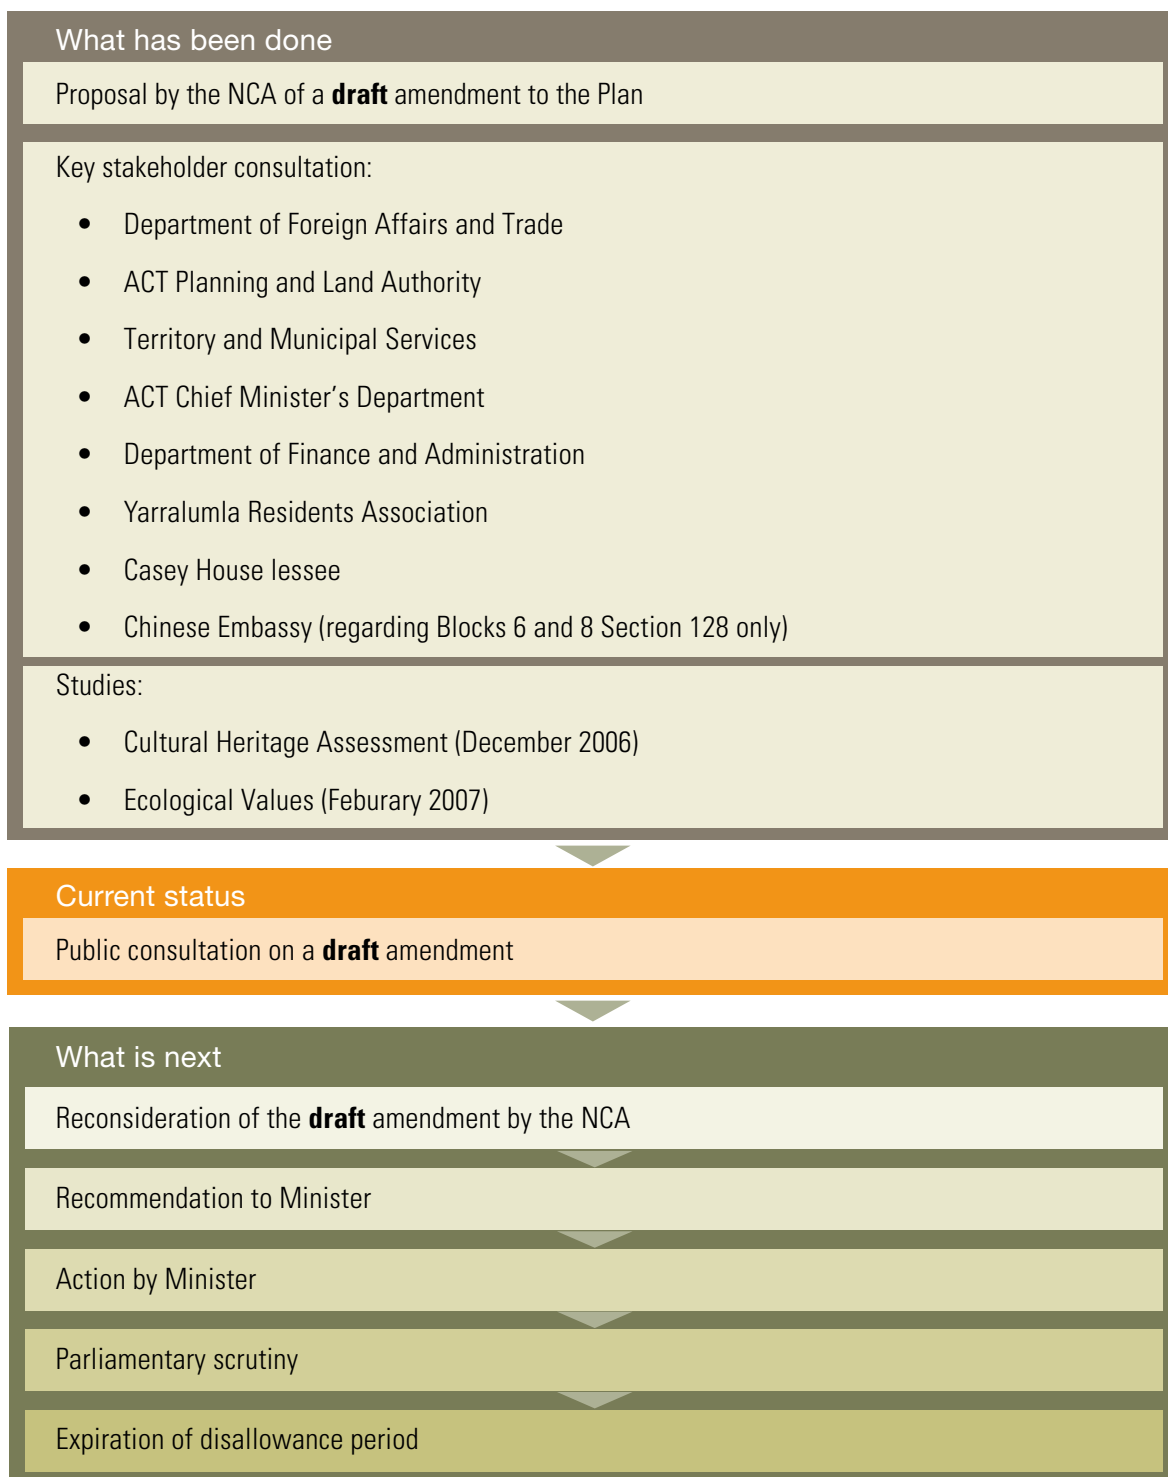 What has been done
Proposal by the NCA of a draft amendment to the Plan
Key stakeholder consultation:
• Department of Foreign Affairs and Trade
• ACT Planning and Land Authority
• Territory and Municipal Services
• ACT Chief Minister’s Department
• Department of Finance and Administration
• Yarralumla Residents Association
• Casey House lessee
• Chinese Embassy (regarding Blocks 6 and 8 Section 128 only)
Studies:
• Cultural Heritage Assessment (December 2006)
• Ecological Values (Feburary 2007)
Current status
Public consultation on a draft amendment
What is next
Reconsideration of the draft amendment by the NCA
Recommendation to Minister
Action by Minister
Parliamentary scrutiny
Expiration of disallowance period